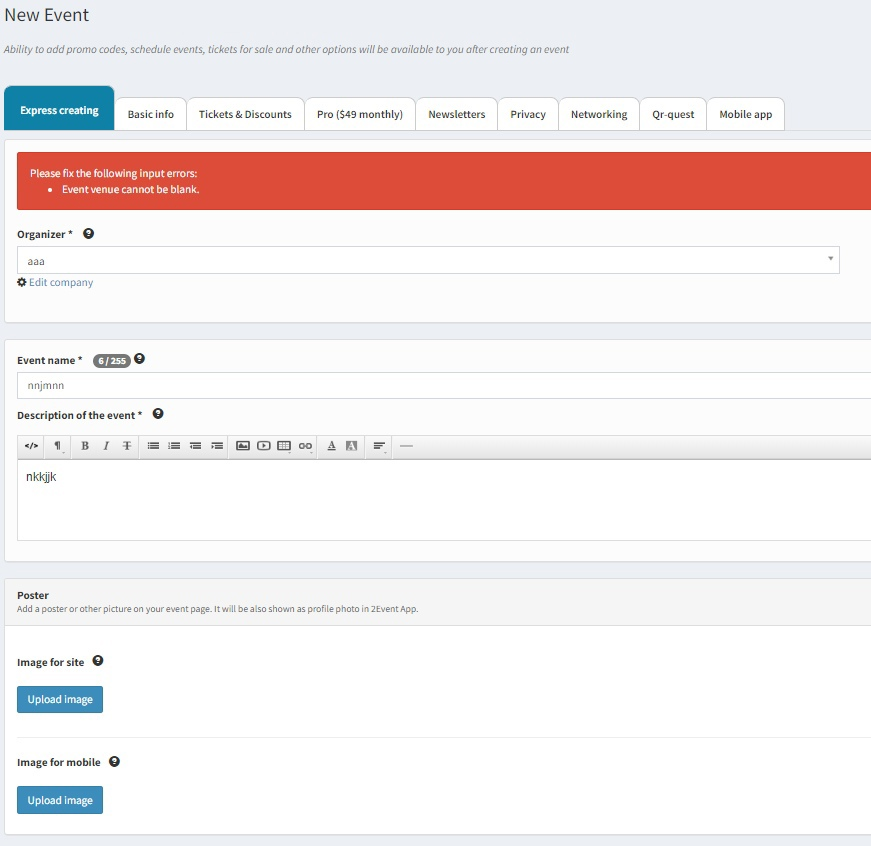 New Event
Ability to add promo codes, schedule events, tickets for sale and other options will be available to you after creating an event
Express creating
Basic info
Tickets & Discounts
Pro ($49 monthly)
Newsletters
Privacy
Networking
Qr-quest
Mobile app
Please fix the following input errors:
• Event venue cannot be blank.
Organizer *
aaa
Edit company
Event name * 6 / 255
nnjmnn
Description of the event *
</> ¶ B I T A A
nkkjjk
Poster
Add a poster or other picture on your event page. It will be also shown as profile photo in 2Event App.
Image for site
Upload image
Image for mobile
Upload image